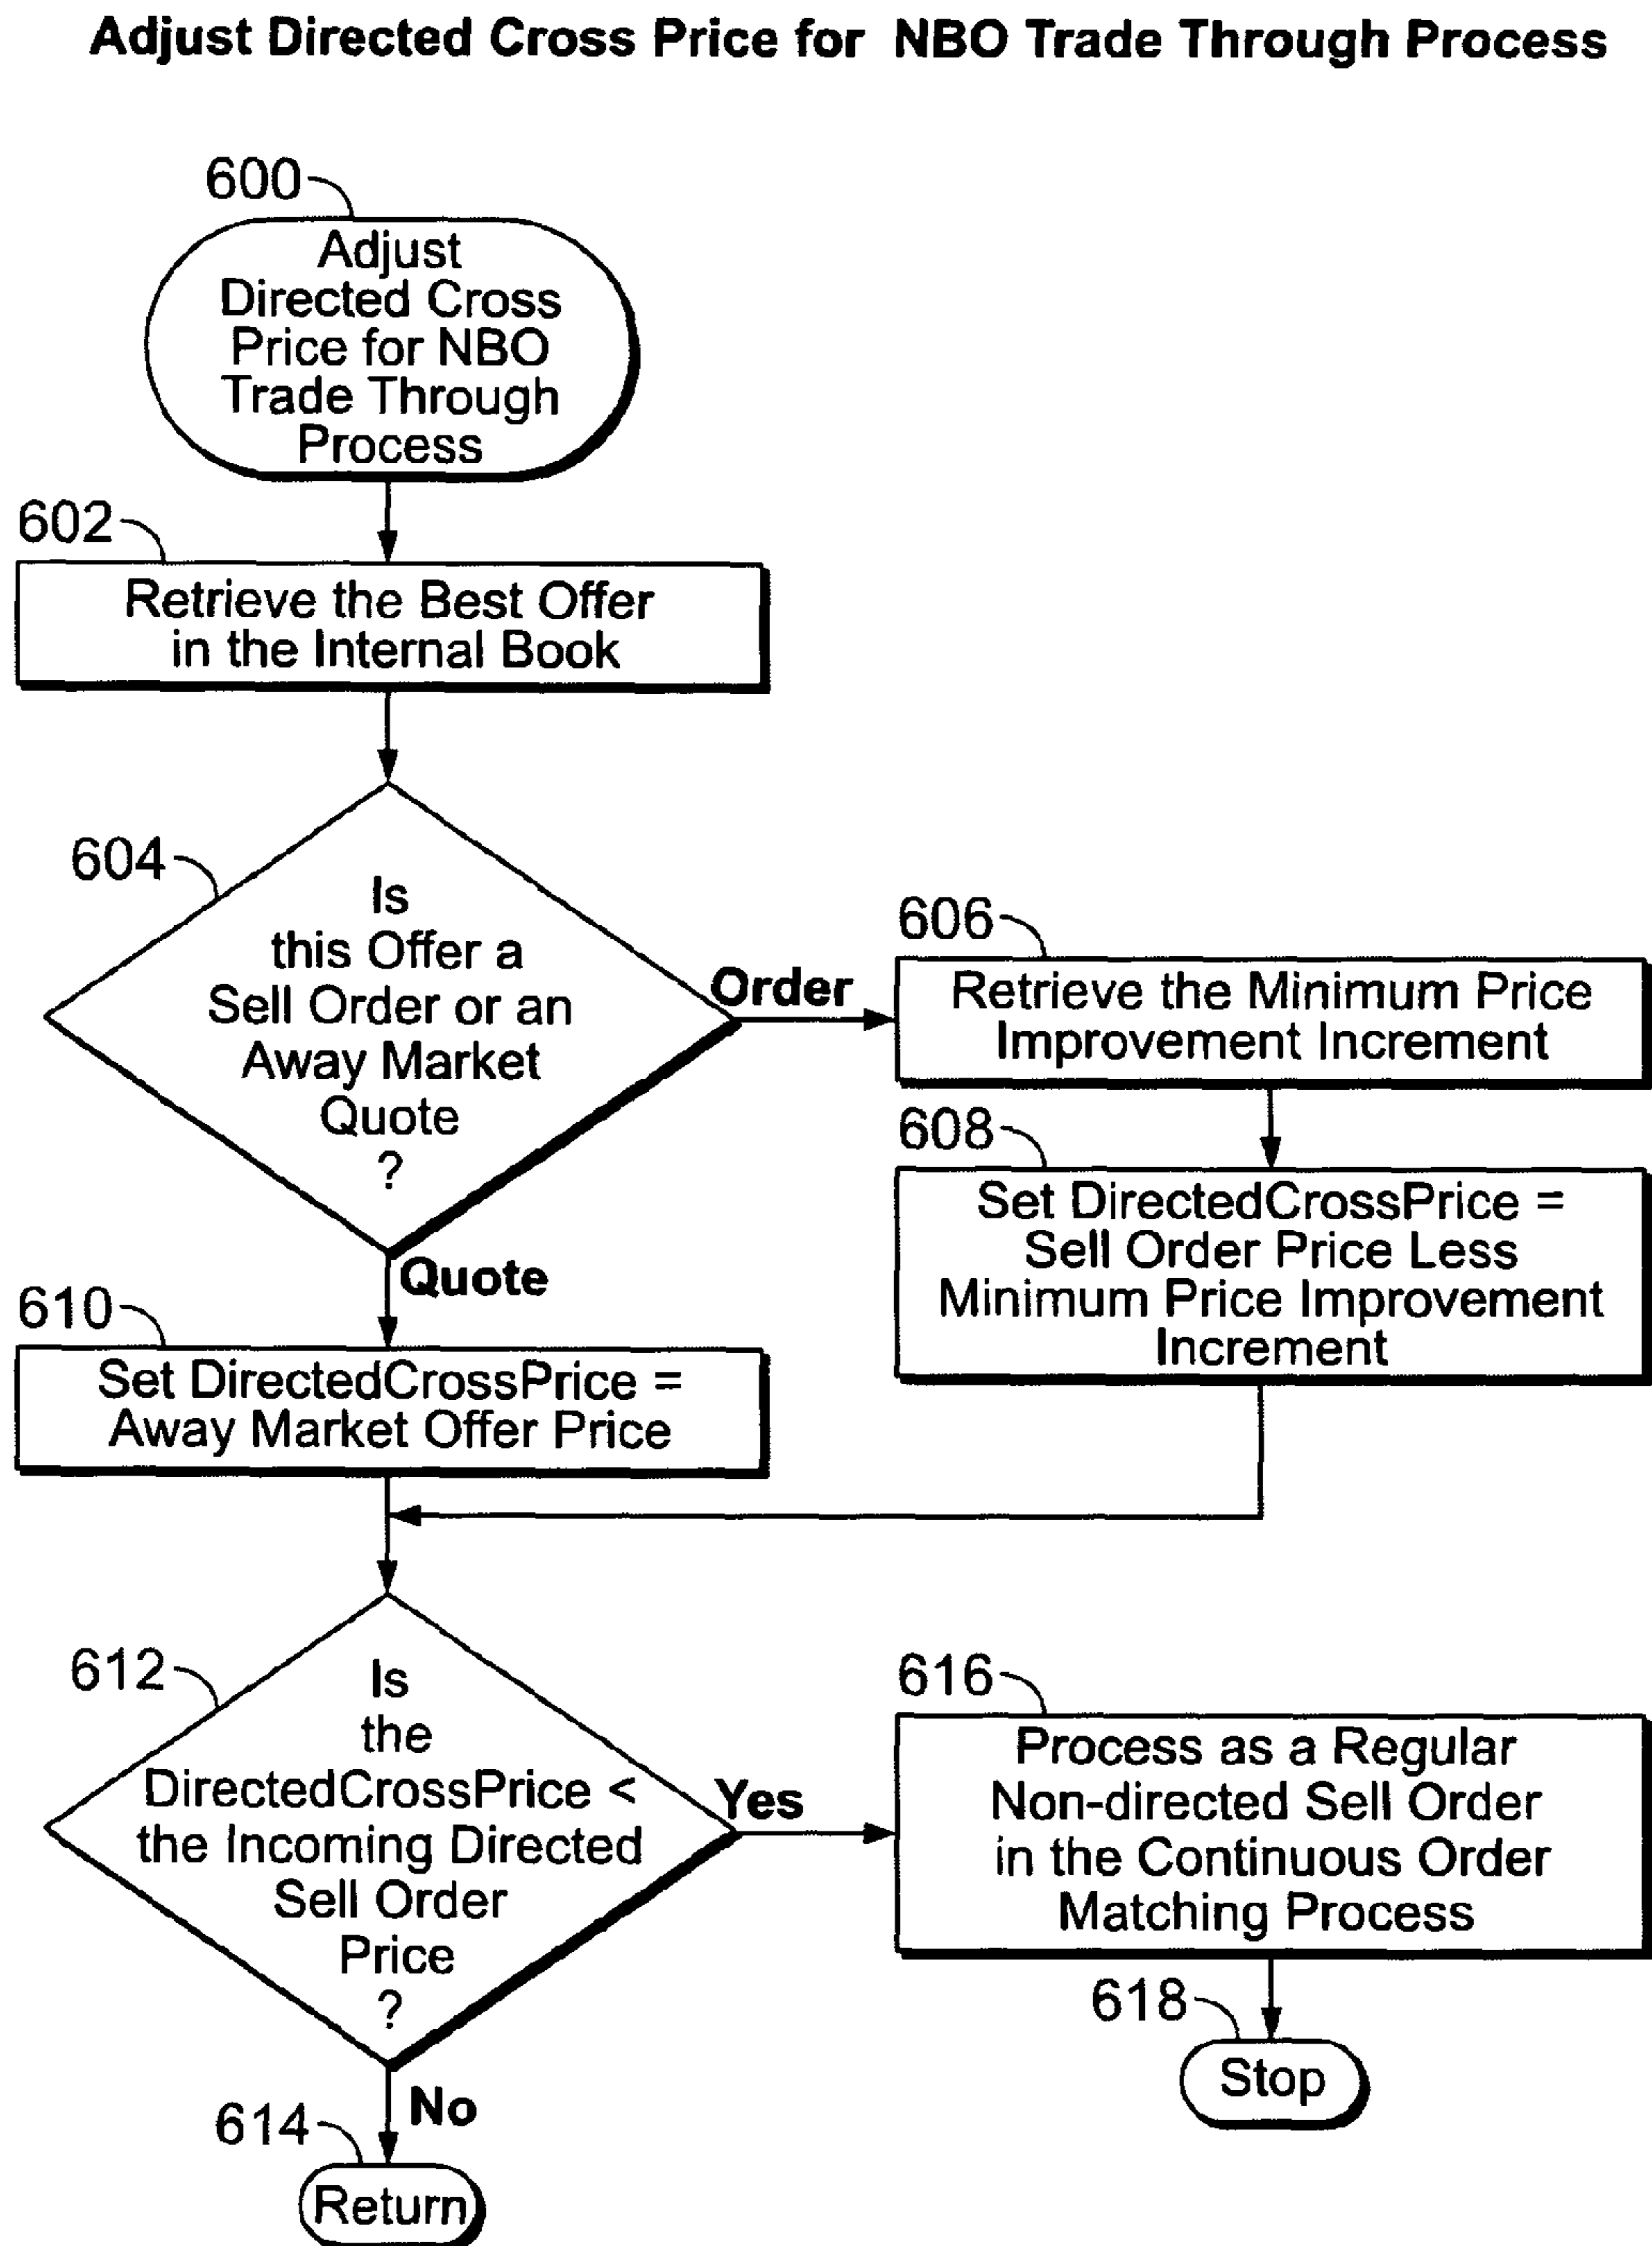 Adjust Directed Cross Price for NBO Trade Through Process
600
Adjust
Directed Cross
Price for NBO
Trade Through
Process
602
Retrieve the Best Offer
in the Internal Book
604
Is
this Offer a
Sell Order or an
Away Market
Quote
?
Order
606
Retrieve the Minimum Price
Improvement Increment
608
Set DirectedCrossPrice =
Sell Order Price Less
Minimum Price Improvement
Increment
Quote
610
Set DirectedCrossPrice =
Away Market Offer Price
612
Is
the
DirectedCrossPrice <
the Incoming Directed
Sell Order
Price
?
Yes
616
Process as a Regular
Non-directed Sell Order
in the Continuous Order
Matching Process
618
Stop
No
614
Return